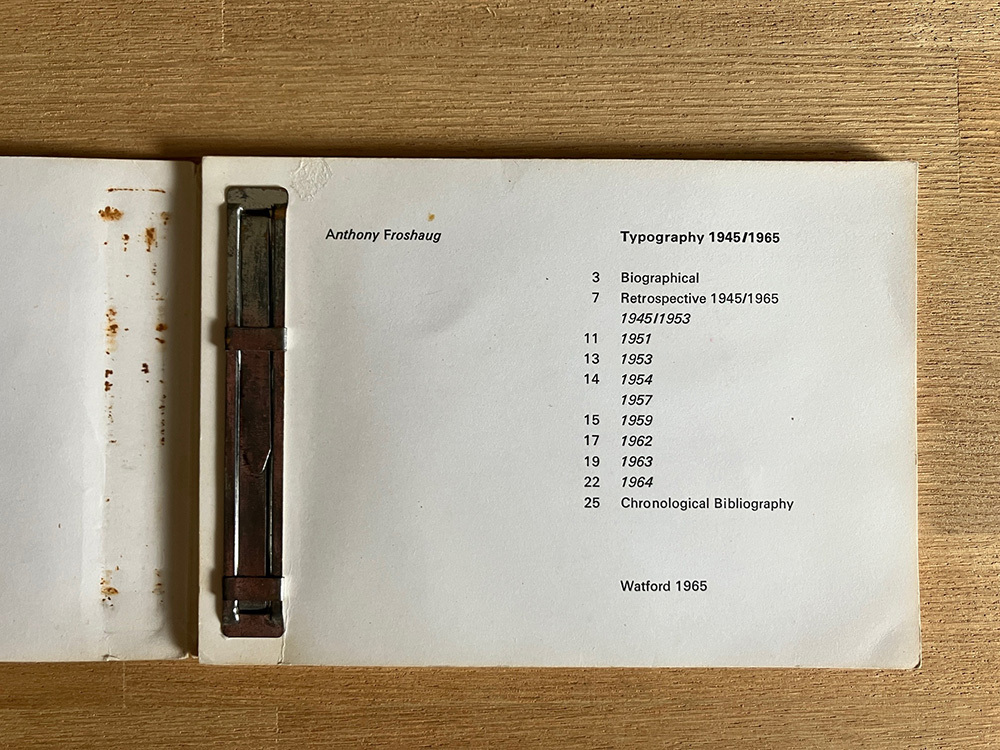 Anthony Froshaug
Typography 1945/1965
3 Biographical
7 Retrospective 1945/1965
1945/1953
11 1951
13 1953
14 1954
1957
15 1959
17 1962
19 1963
22 1964
25 Chronological Bibliography
Watford 1965